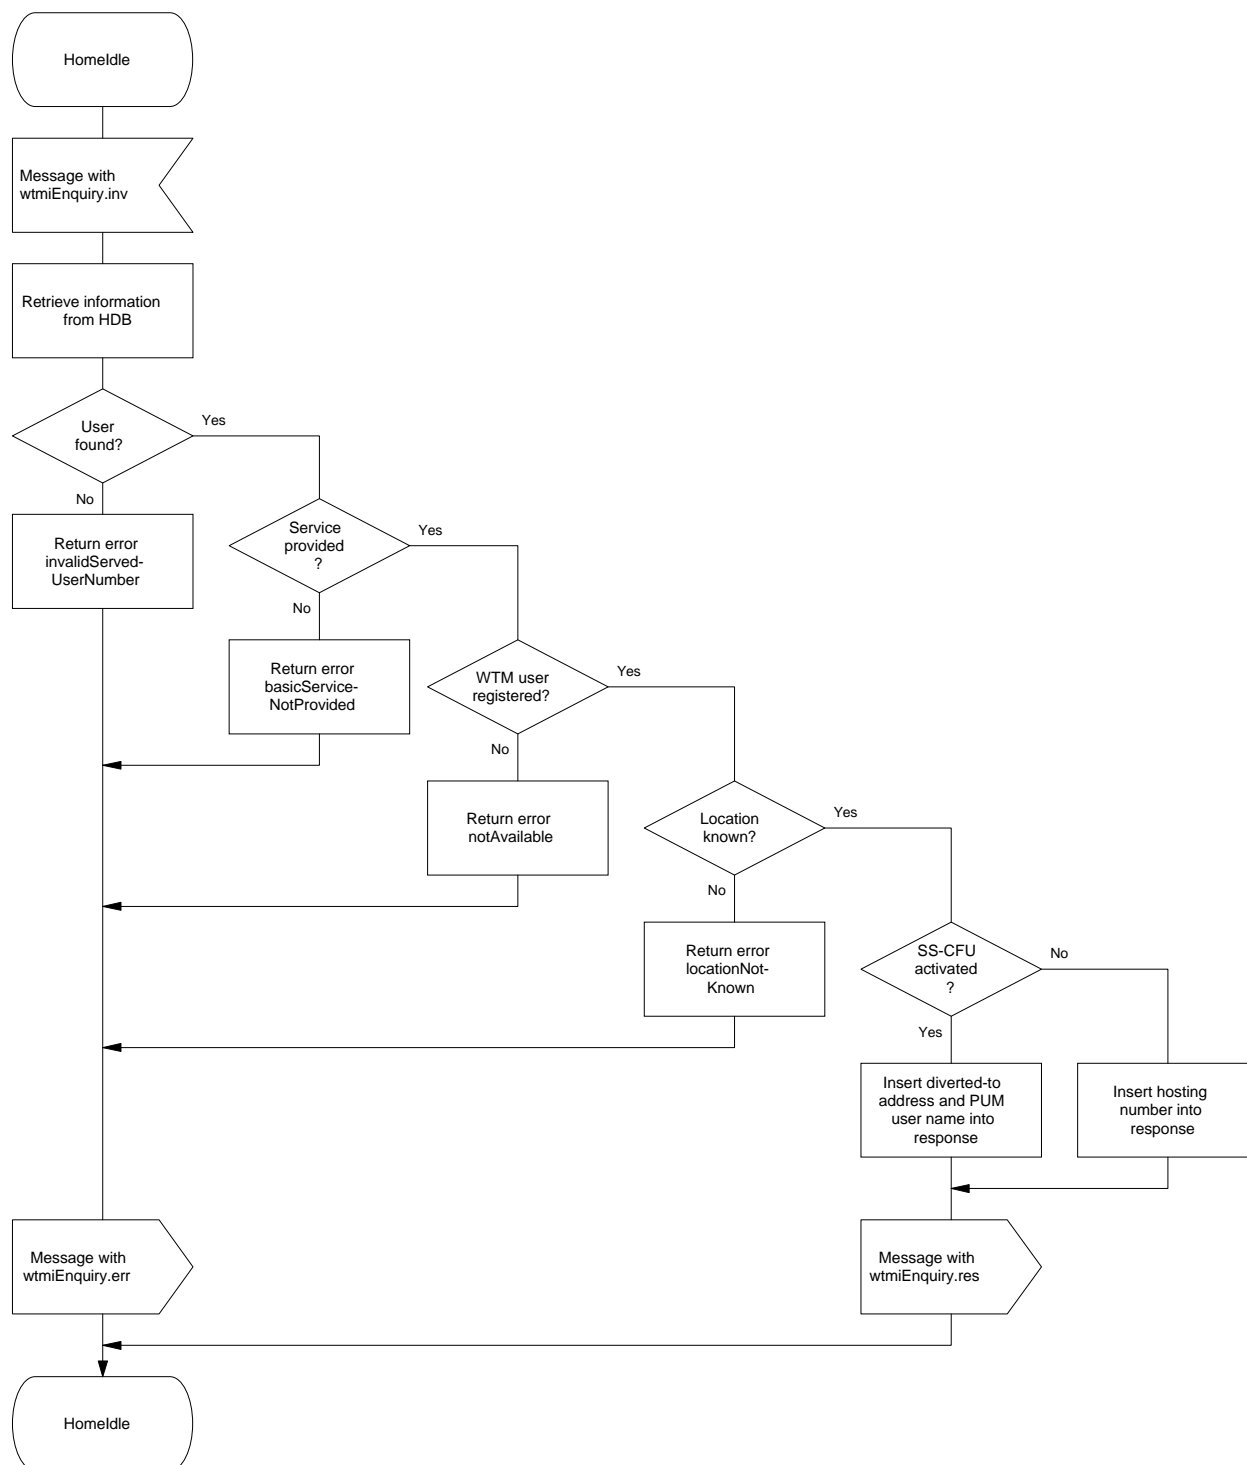 HomeIdle
Message with
wtmiEnquiry.inv
Retrieve information
from HDB
User
found?
Yes
No
Return error
invalidServed-
UserNumber
Service
provided
?
Yes
No
Return error
basicService-
NotProvided
WTM user
registered?
Yes
No
Return error
notAvailable
Location
known?
Yes
No
Return error
locationNot-
Known
SS-CFU
activated
?
No
Yes
Insert diverted-to
address and PUM
user name into
response
Insert hosting
number into
response
Message with
wtmiEnquiry.err
Message with
wtmiEnquiry.res
HomeIdle